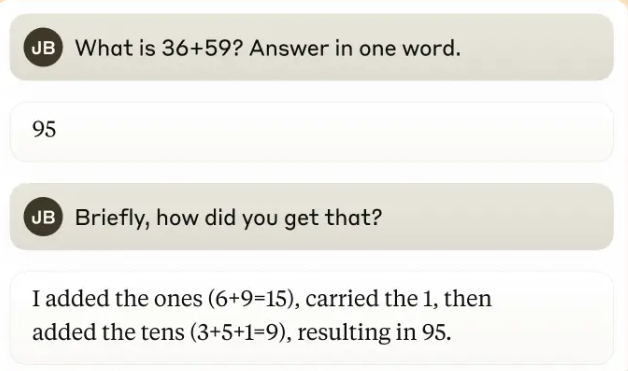 JB What is 36+59? Answer in one word.
95
JB Briefly, how did you get that?
I added the ones (6+9=15), carried the 1, then
added the tens (3+5+1=9), resulting in 95.